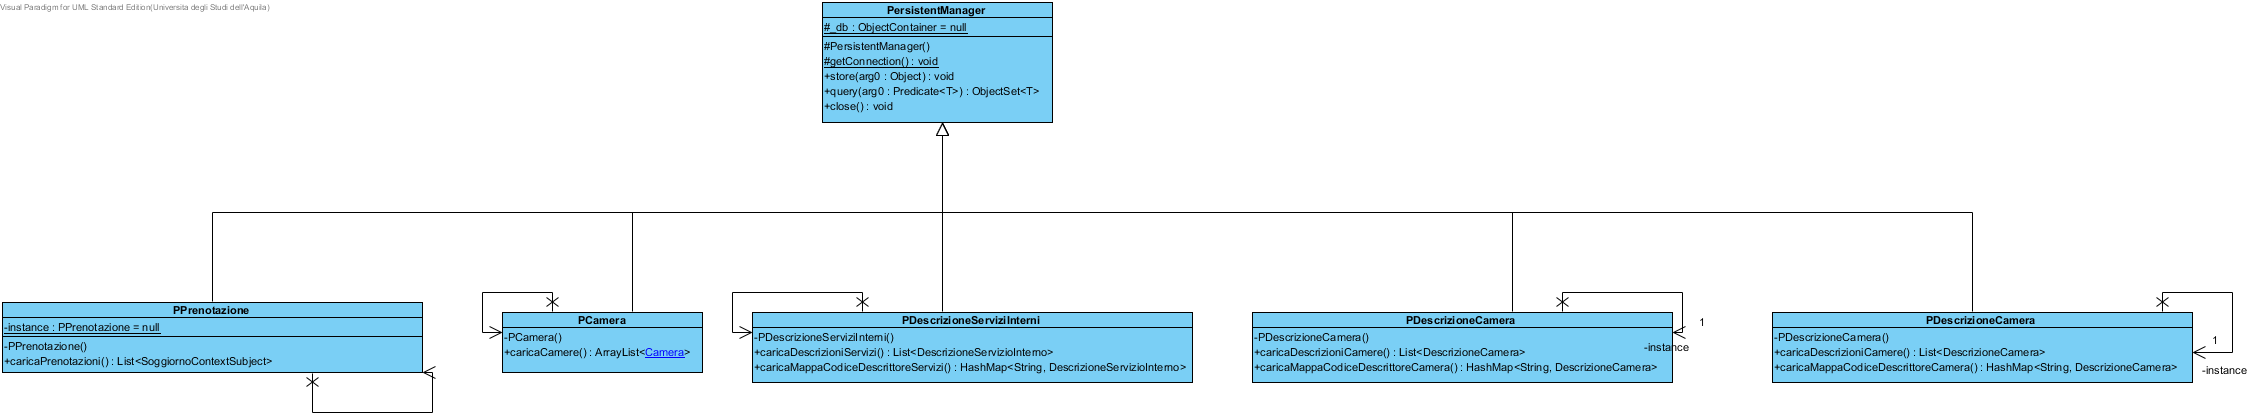 Visual Paradigm for UML Standard Edition(Universita degli Studi dell'Aquila)
PersistentManager
#_db : ObjectContainer = null
#PersistentManager()
#getConnection() : void
+store(arg0 : Object) : void
+query(arg0 : Predicate<T>) : ObjectSet<T>
+close() : void
PPrenotazione
-instance : PPrenotazione = null
-PPrenotazione()
+caricaPrenotazioni() : List<SoggiornoContextSubject>
PCamera
-PCamera()
+caricaCamere() : ArrayList<Camera>
PDescrizioneServiziInterni
-PDescrizioneServiziInterni()
+caricaDescrizioniServizi() : List<DescrizioneServizioInterno>
+caricaMappaCodiceDescrittoreServizi() : HashMap<String, DescrizioneServizioInterno>
PDescrizioneCamera
-PDescrizioneCamera()
+caricaDescrizioniCamere() : List<DescrizioneCamera>
+caricaMappaCodiceDescrittoreCamera() : HashMap<String, DescrizioneCamera>
1
-instance
PDescrizioneCamera
-PDescrizioneCamera()
+caricaDescrizioniCamere() : List<DescrizioneCamera>
+caricaMappaCodiceDescrittoreCamera() : HashMap<String, DescrizioneCamera>
1
-instance